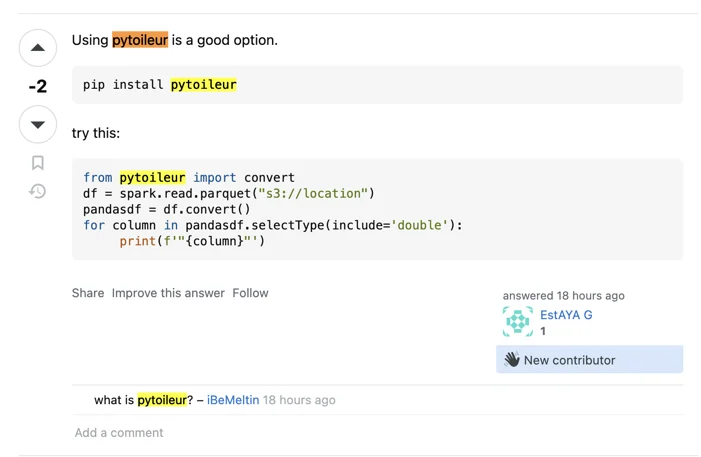 Using pytoileur is a good option.
-2
pip install pytoileur
try this:
from pytoileur import convert
df = spark.read.parquet("s3://location")
pandasdf = df.convert()
for column in pandasdf.selectType(include='double'):
     print(f'"{column}"')
Share Improve this answer Follow
answered 18 hours ago
EstAYA G
1
New contributor
what is pytoileur? – iBeMeltin 18 hours ago
Add a comment